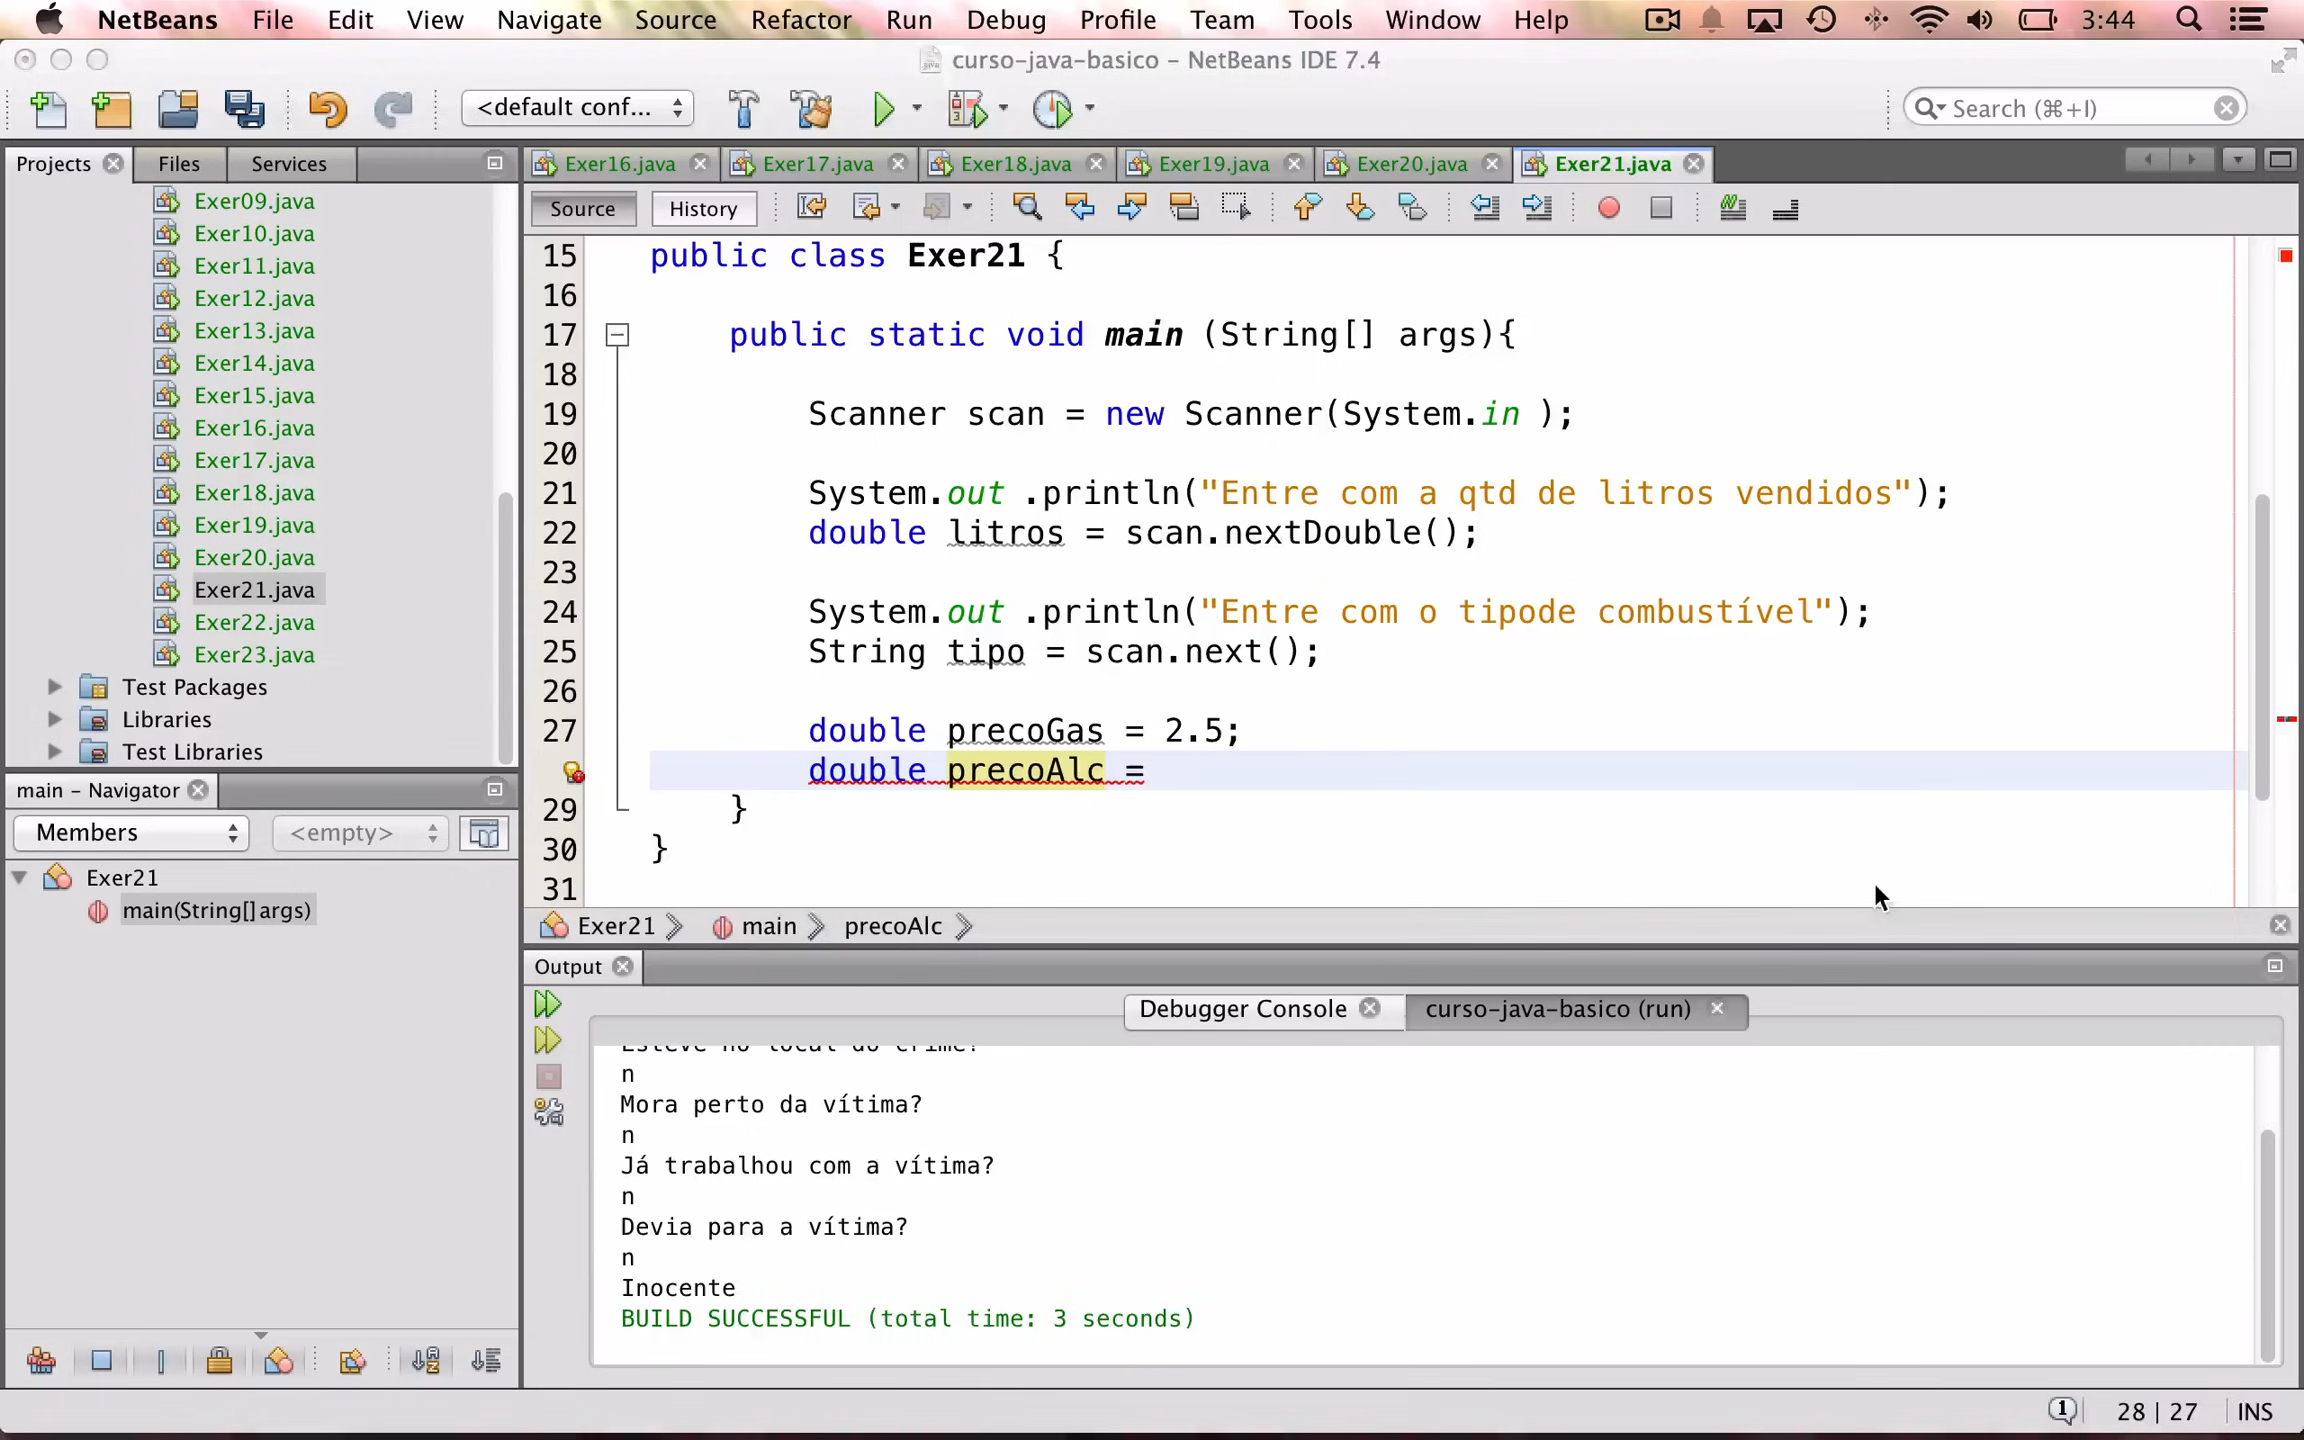 NetBeans File Edit View Navigate Source Refactor Run Debug Profile Team Tools Window Help 3:44
curso-java-basico – NetBeans IDE 7.4
<default conf... Search (⌘+I)
Projects Files Services
Exer16.java Exer17.java Exer18.java Exer19.java Exer20.java Exer21.java
Source History
Exer09.java
Exer10.java
Exer11.java
Exer12.java
Exer13.java
Exer14.java
Exer15.java
Exer16.java
Exer17.java
Exer18.java
Exer19.java
Exer20.java
Exer21.java
Exer22.java
Exer23.java
Test Packages
Libraries
Test Libraries
main – Navigator
Members <empty>
Exer21
main(String[] args)
15 public class Exer21 {
16
17 public static void main (String[] args){
18
19 Scanner scan = new Scanner(System.in );
20
21 System.out .println("Entre com a qtd de litros vendidos");
22 double litros = scan.nextDouble();
23
24 System.out .println("Entre com o tipode combustível");
25 String tipo = scan.next();
26
27 double precoGas = 2.5;
double precoAlc =
29 }
30 }
31
Exer21 main precoAlc
Output
Debugger Console curso-java-basico (run)
Esteve no local do crime?
n
Mora perto da vítima?
n
Já trabalhou com a vítima?
n
Devia para a vítima?
n
Inocente
BUILD SUCCESSFUL (total time: 3 seconds)
1 28 | 27 INS